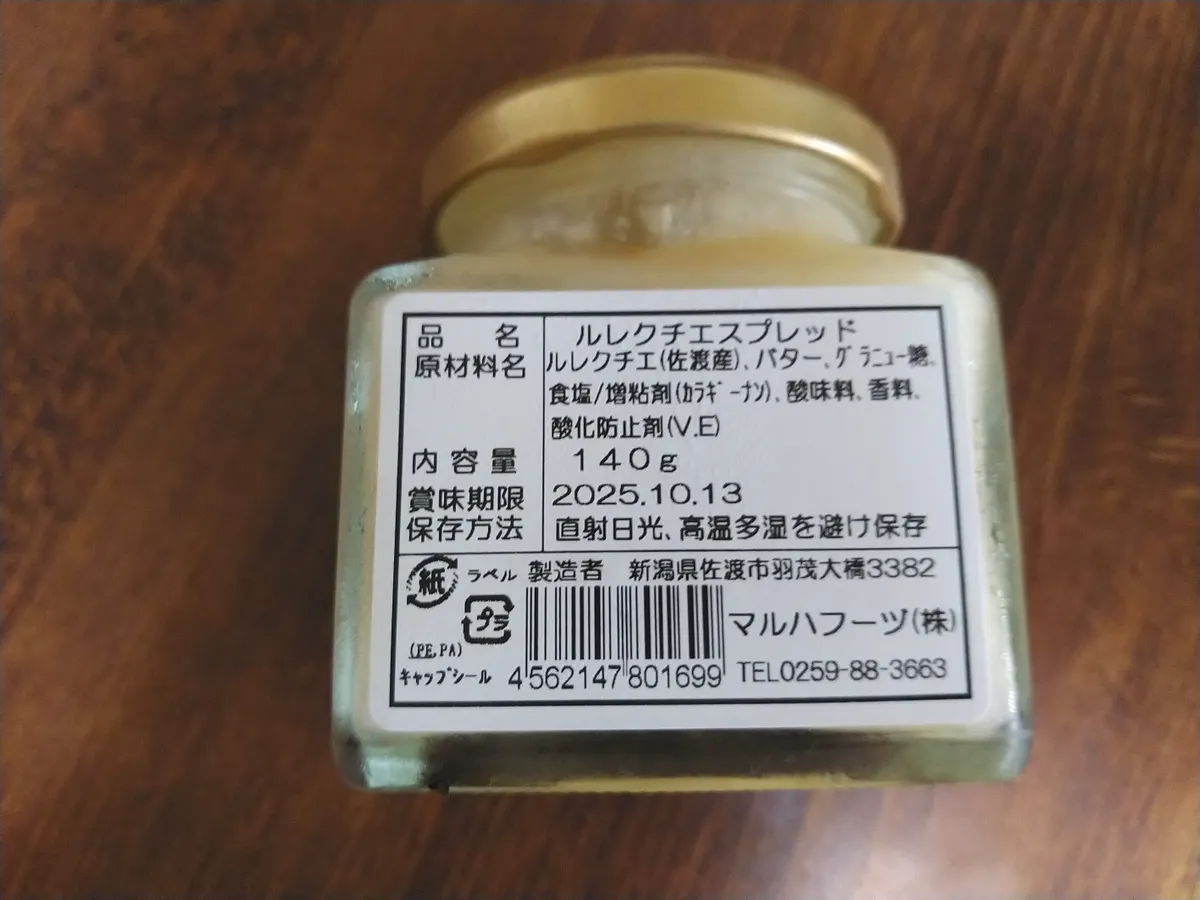 品名 ルレクチエスプレッド
原材料名 ルレクチエ(佐渡産)、バター、ｸﾞﾗﾆｭｰ糖、
食塩/増粘剤(ｶﾗｷﾞｰﾅﾝ)、酸味料、香料、
酸化防止剤(V.E)
内容量 140g
賞味期限 2025.10.13
保存方法 直射日光、高温多湿を避け保存
紙 ラベル 製造者 新潟県佐渡市羽茂大橋3382
プラ マルハフーヅ(株)
(PE,PA)
キャップシール 4562147801699 TEL0259-88-3663